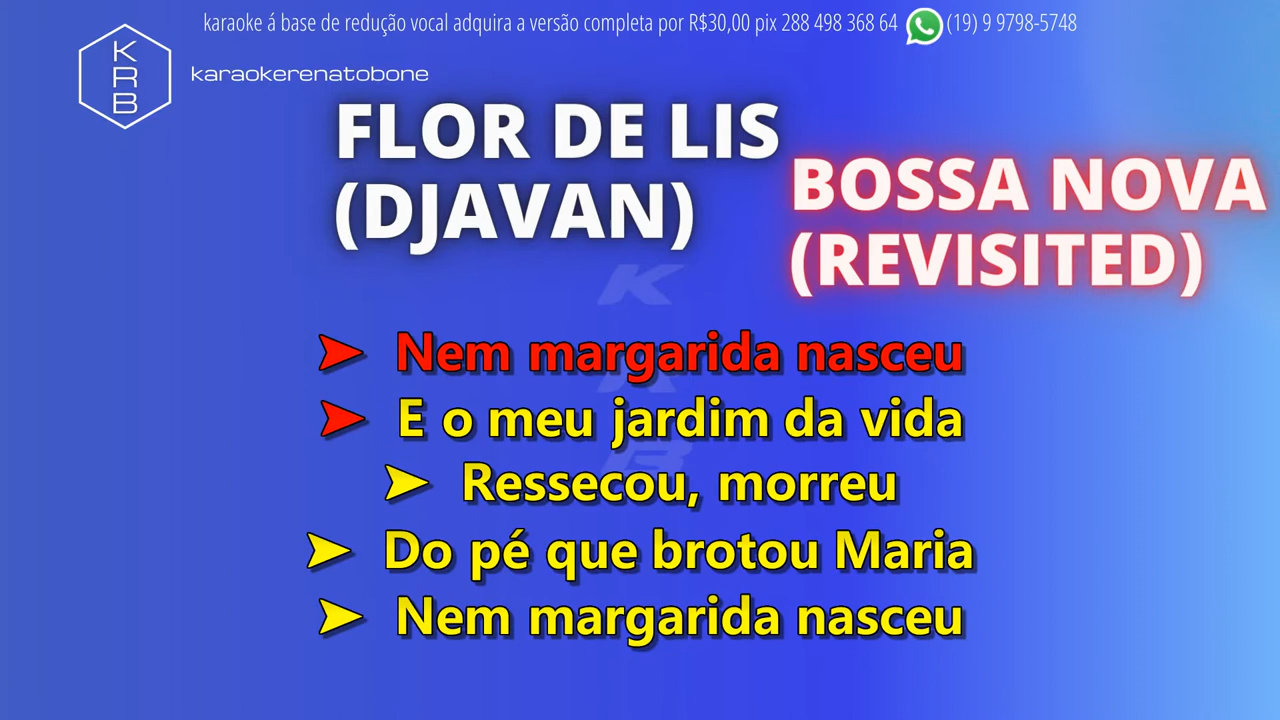 karaoke á base de redução vocal adquira a versão completa por R$30,00 pix 288 498 368 64 (19) 9 9798-5748
K
R
B
karaokerenatobone
FLOR DE LIS
(DJAVAN)
BOSSA NOVA
(REVISITED)
K
R
B
➤ Nem margarida nasceu
➤ E o meu jardim da vida
➤ Ressecou, morreu
➤ Do pé que brotou Maria
➤ Nem margarida nasceu